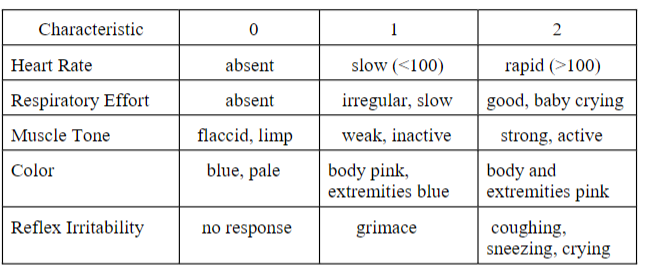 Characteristic 0 1 2
Heart Rate absent slow (<100) rapid (>100)
Respiratory Effort absent irregular, slow good, baby crying
Muscle Tone flaccid, limp weak, inactive strong, active
Color blue, pale body pink, body and
extremities blue extremities pink
Reflex Irritability no response grimace coughing,
sneezing, crying